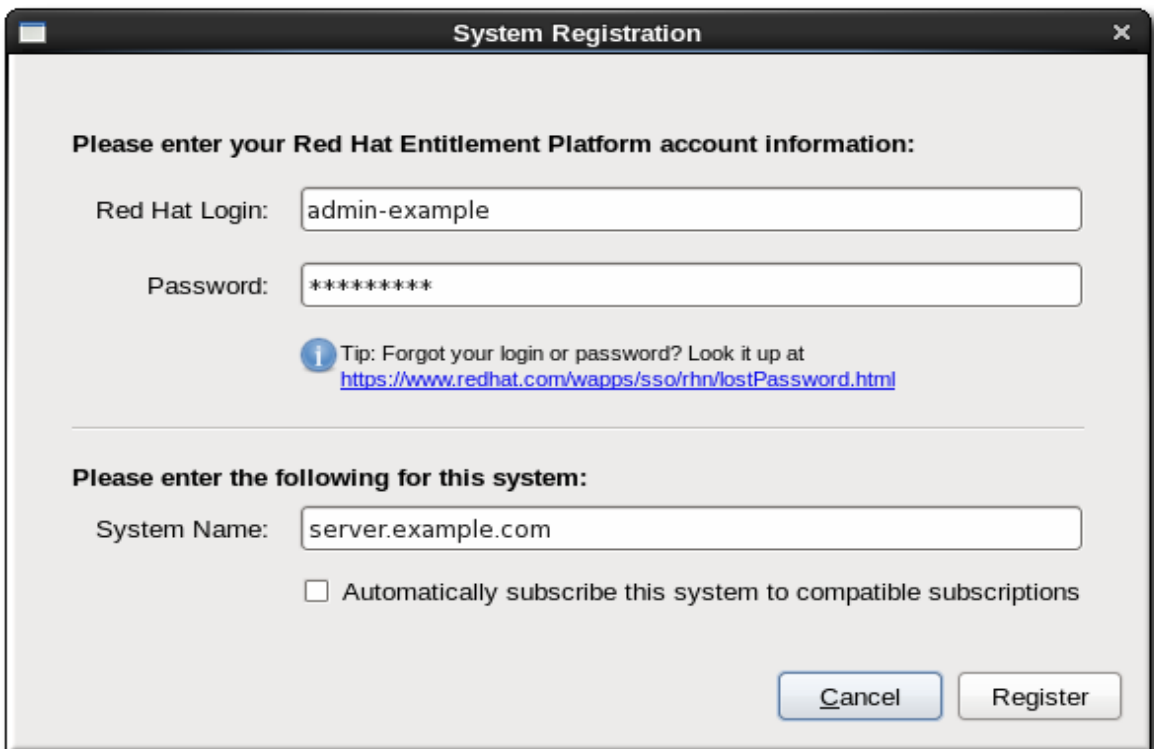 System Registration
Please enter your Red Hat Entitlement Platform account information:
Red Hat Login: admin-example
Password: *********
Tip: Forgot your login or password? Look it up at
https://www.redhat.com/wapps/sso/rhn/lostPassword.html
Please enter the following for this system:
System Name: server.example.com
Automatically subscribe this system to compatible subscriptions
Cancel Register